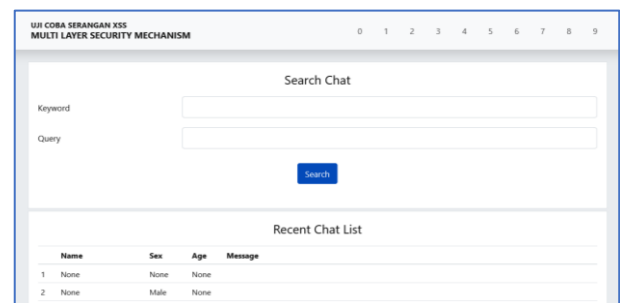 UJI COBA SERANGAN XSS
MULTI LAYER SECURITY MECHANISM
0 1 2 3 4 5 6 7 8 9
Search Chat
Keyword
Query
Search
Recent Chat List
Name Sex Age Message
1 None None None
2 None Male None